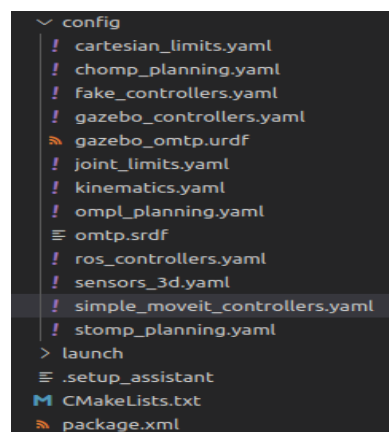 config
cartesian_limits.yaml
chomp_planning.yaml
fake_controllers.yaml
gazebo_controllers.yaml
gazebo_omtp.urdf
joint_limits.yaml
kinematics.yaml
ompl_planning.yaml
omtp.srdf
ros_controllers.yaml
sensors_3d.yaml
simple_moveit_controllers.yaml
stomp_planning.yaml
launch
.setup_assistant
CMakeLists.txt
package.xml